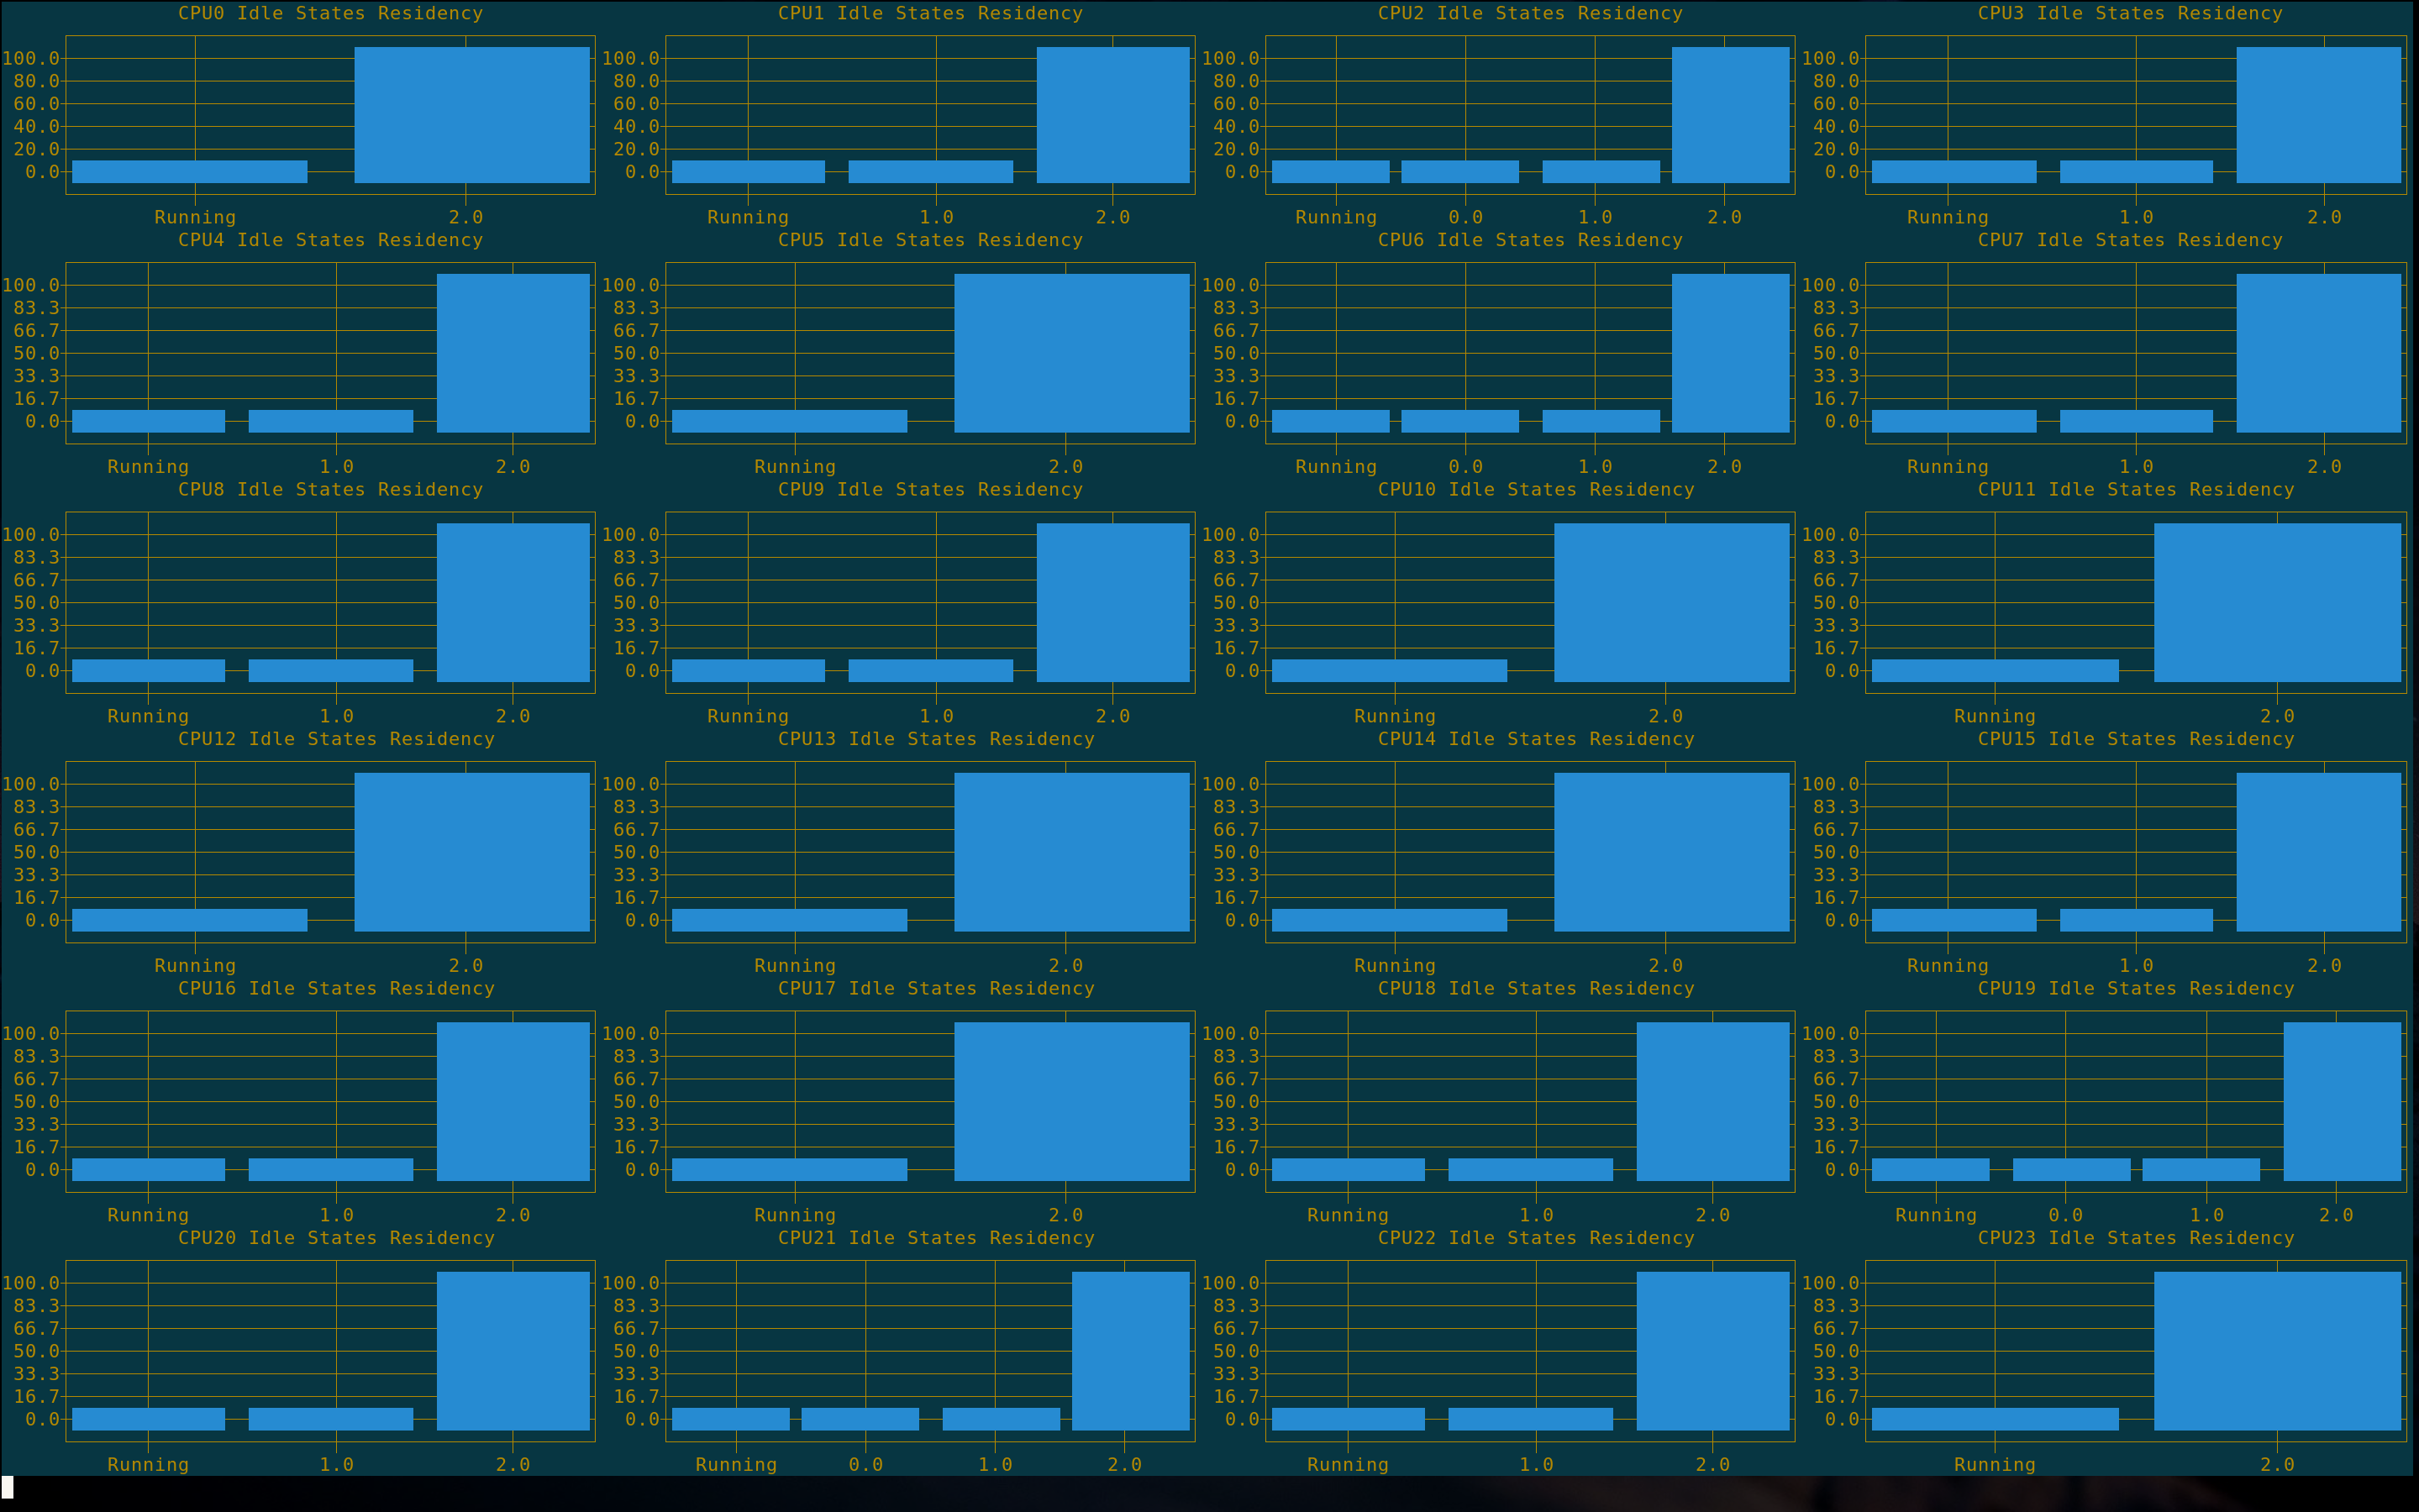 CPU0 Idle States Residency CPU1 Idle States Residency CPU2 Idle States Residency CPU3 Idle States Residency
100.0 100.0 100.0 100.0
80.0 80.0 80.0 80.0
60.0 60.0 60.0 60.0
40.0 40.0 40.0 40.0
20.0 20.0 20.0 20.0
0.0 0.0 0.0 0.0
Running 2.0 Running 1.0 2.0 Running 0.0 1.0 2.0 Running 1.0 2.0
CPU4 Idle States Residency CPU5 Idle States Residency CPU6 Idle States Residency CPU7 Idle States Residency
100.0 100.0 100.0 100.0
83.3 83.3 83.3 83.3
66.7 66.7 66.7 66.7
50.0 50.0 50.0 50.0
33.3 33.3 33.3 33.3
16.7 16.7 16.7 16.7
0.0 0.0 0.0 0.0
Running 1.0 2.0 Running 2.0 Running 0.0 1.0 2.0 Running 1.0 2.0
CPU8 Idle States Residency CPU9 Idle States Residency CPU10 Idle States Residency CPU11 Idle States Residency
100.0 100.0 100.0 100.0
83.3 83.3 83.3 83.3
66.7 66.7 66.7 66.7
50.0 50.0 50.0 50.0
33.3 33.3 33.3 33.3
16.7 16.7 16.7 16.7
0.0 0.0 0.0 0.0
Running 1.0 2.0 Running 1.0 2.0 Running 2.0 Running 2.0
CPU12 Idle States Residency CPU13 Idle States Residency CPU14 Idle States Residency CPU15 Idle States Residency
100.0 100.0 100.0 100.0
83.3 83.3 83.3 83.3
66.7 66.7 66.7 66.7
50.0 50.0 50.0 50.0
33.3 33.3 33.3 33.3
16.7 16.7 16.7 16.7
0.0 0.0 0.0 0.0
Running 2.0 Running 2.0 Running 2.0 Running 1.0 2.0
CPU16 Idle States Residency CPU17 Idle States Residency CPU18 Idle States Residency CPU19 Idle States Residency
100.0 100.0 100.0 100.0
83.3 83.3 83.3 83.3
66.7 66.7 66.7 66.7
50.0 50.0 50.0 50.0
33.3 33.3 33.3 33.3
16.7 16.7 16.7 16.7
0.0 0.0 0.0 0.0
Running 1.0 2.0 Running 2.0 Running 1.0 2.0 Running 0.0 1.0 2.0
CPU20 Idle States Residency CPU21 Idle States Residency CPU22 Idle States Residency CPU23 Idle States Residency
100.0 100.0 100.0 100.0
83.3 83.3 83.3 83.3
66.7 66.7 66.7 66.7
50.0 50.0 50.0 50.0
33.3 33.3 33.3 33.3
16.7 16.7 16.7 16.7
0.0 0.0 0.0 0.0
Running 1.0 2.0 Running 0.0 1.0 2.0 Running 1.0 2.0 Running 2.0